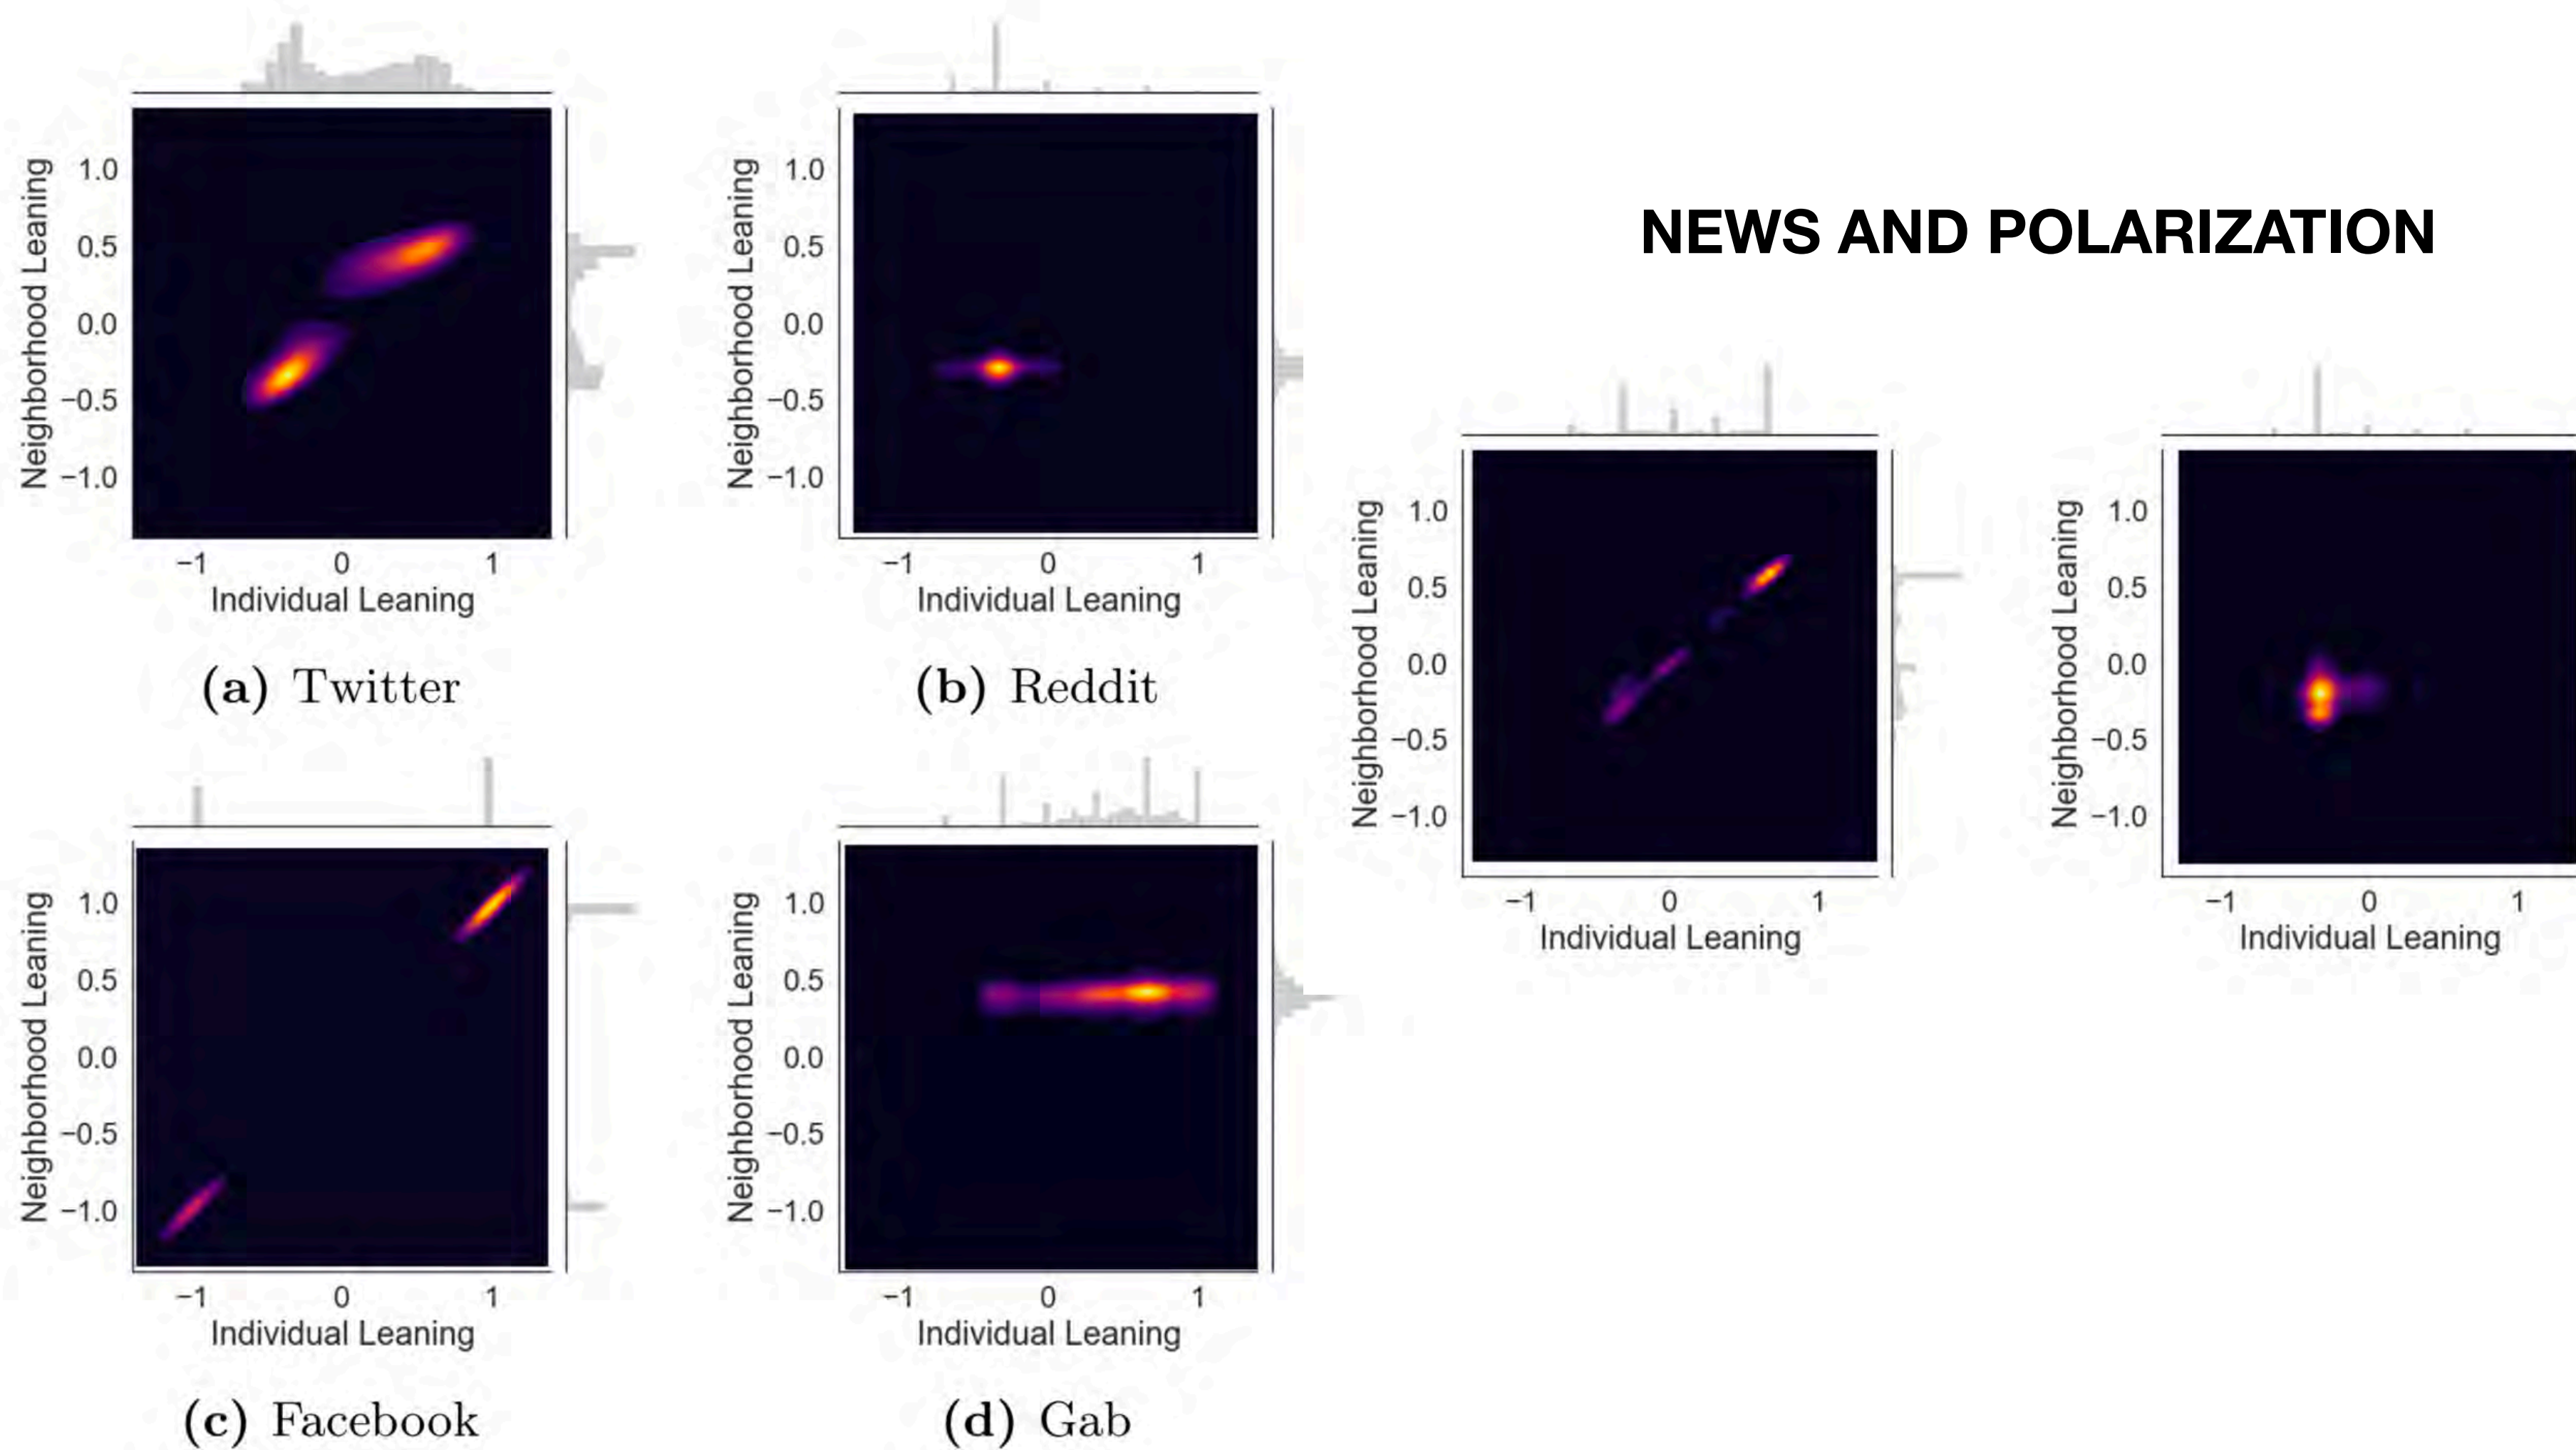 NEWS AND POLARIZATION
Neighborhood Leaning
1.0
0.5
0.0
−0.5
−1.0
−1 0 1
Individual Leaning
(a) Twitter
Neighborhood Leaning
1.0
0.5
0.0
−0.5
−1.0
−1 0 1
Individual Leaning
(b) Reddit
Neighborhood Leaning
1.0
0.5
0.0
−0.5
−1.0
−1 0 1
Individual Leaning
(c) Facebook
Neighborhood Leaning
1.0
0.5
0.0
−0.5
−1.0
−1 0 1
Individual Leaning
(d) Gab
Neighborhood Leaning
1.0
0.5
0.0
−0.5
−1.0
−1 0 1
Individual Leaning
Neighborhood Leaning
1.0
0.5
0.0
−0.5
−1.0
−1 0 1
Individual Leaning